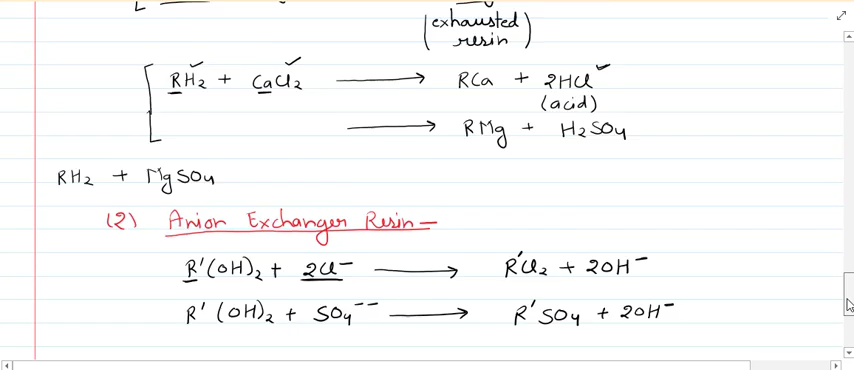 (exhausted
resin)
RH2 + CaCl2 ⟶ RCa + 2HCl
(acid)
⟶ RMg + H2SO4
RH2 + MgSO4
(2) Anion Exchanger Resin-
R'(OH)2 + 2Cl⁻ ⟶ R'Cl2 + 2OH⁻
R'(OH)2 + SO4⁻⁻ ⟶ R'SO4 + 2OH⁻